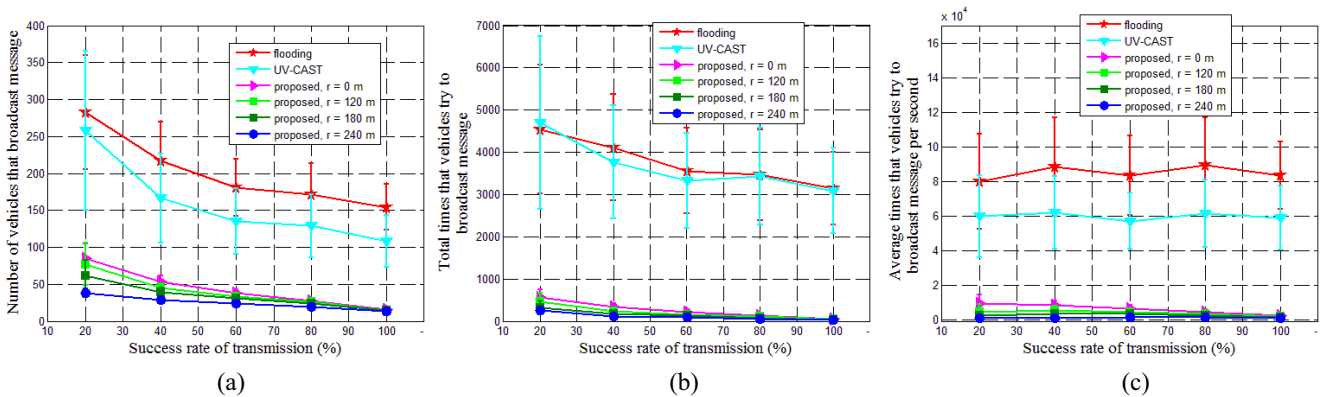 400
350
300
250
200
150
100
50
0
10 20 30 40 50 60 70 80 90 100 -
Number of vehicles that broadcast message
Success rate of transmission (%)
flooding
UV-CAST
proposed, r = 0 m
proposed, r = 120 m
proposed, r = 180 m
proposed, r = 240 m
(a)
7000
6000
5000
4000
3000
2000
1000
0
10 20 30 40 50 60 70 80 90 100 -
Total times that vehicles try to
broadcast message
Success rate of transmission (%)
flooding
UV-CAST
proposed, r = 0 m
proposed, r = 120 m
proposed, r = 180 m
proposed, r = 240 m
(b)
x 10⁴
16
14
12
10
8
6
4
2
0
10 20 30 40 50 60 70 80 90 100 -
Average times that vehicles try to
broadcast message per second
Success rate of transmission (%)
flooding
UV-CAST
proposed, r = 0 m
proposed, r = 120 m
proposed, r = 180 m
proposed, r = 240 m
(c)